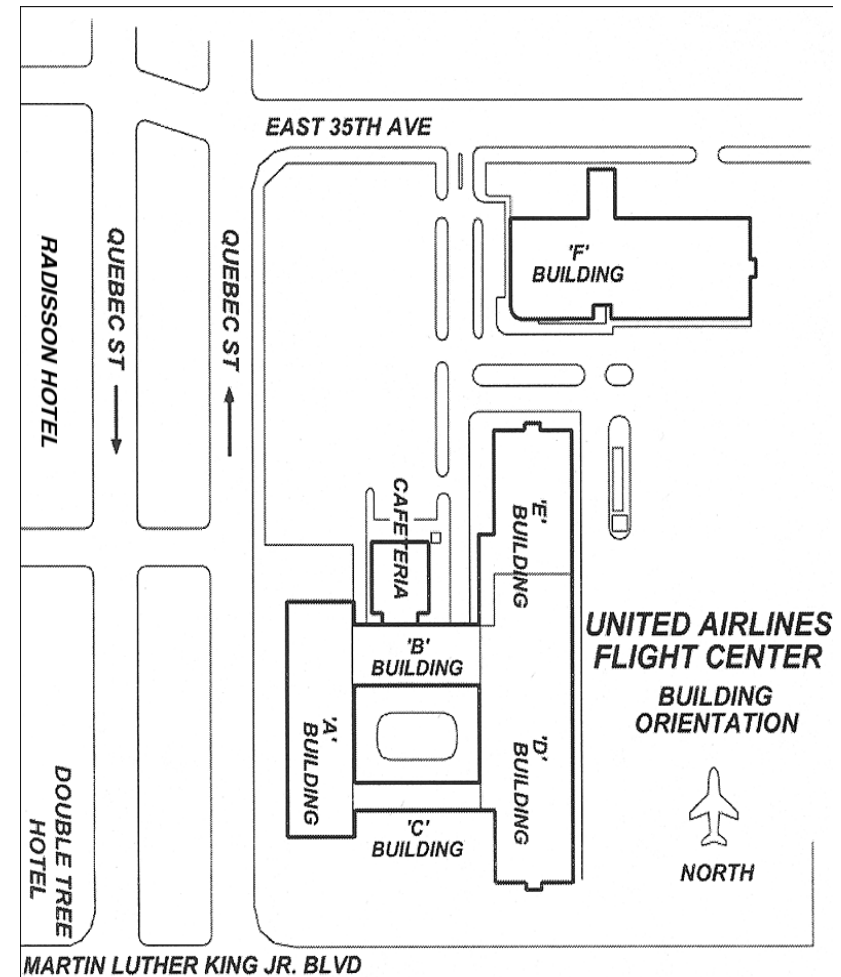 EAST 35TH AVE
RADISSON HOTEL
QUEBEC ST
QUEBEC ST
'F'
BUILDING
CAFETERIA
'E'
BUILDING
UNITED AIRLINES
FLIGHT CENTER
BUILDING
ORIENTATION
'B'
BUILDING
'A'
BUILDING
'D'
BUILDING
DOUBLE TREE
HOTEL
'C'
BUILDING
NORTH
MARTIN LUTHER KING JR. BLVD